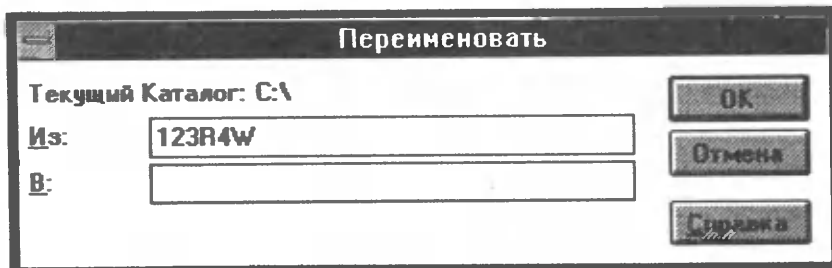 Переименовать
Текущий Каталог: C:\
Из: 123R4W
В:
OK
Отмена
Справка